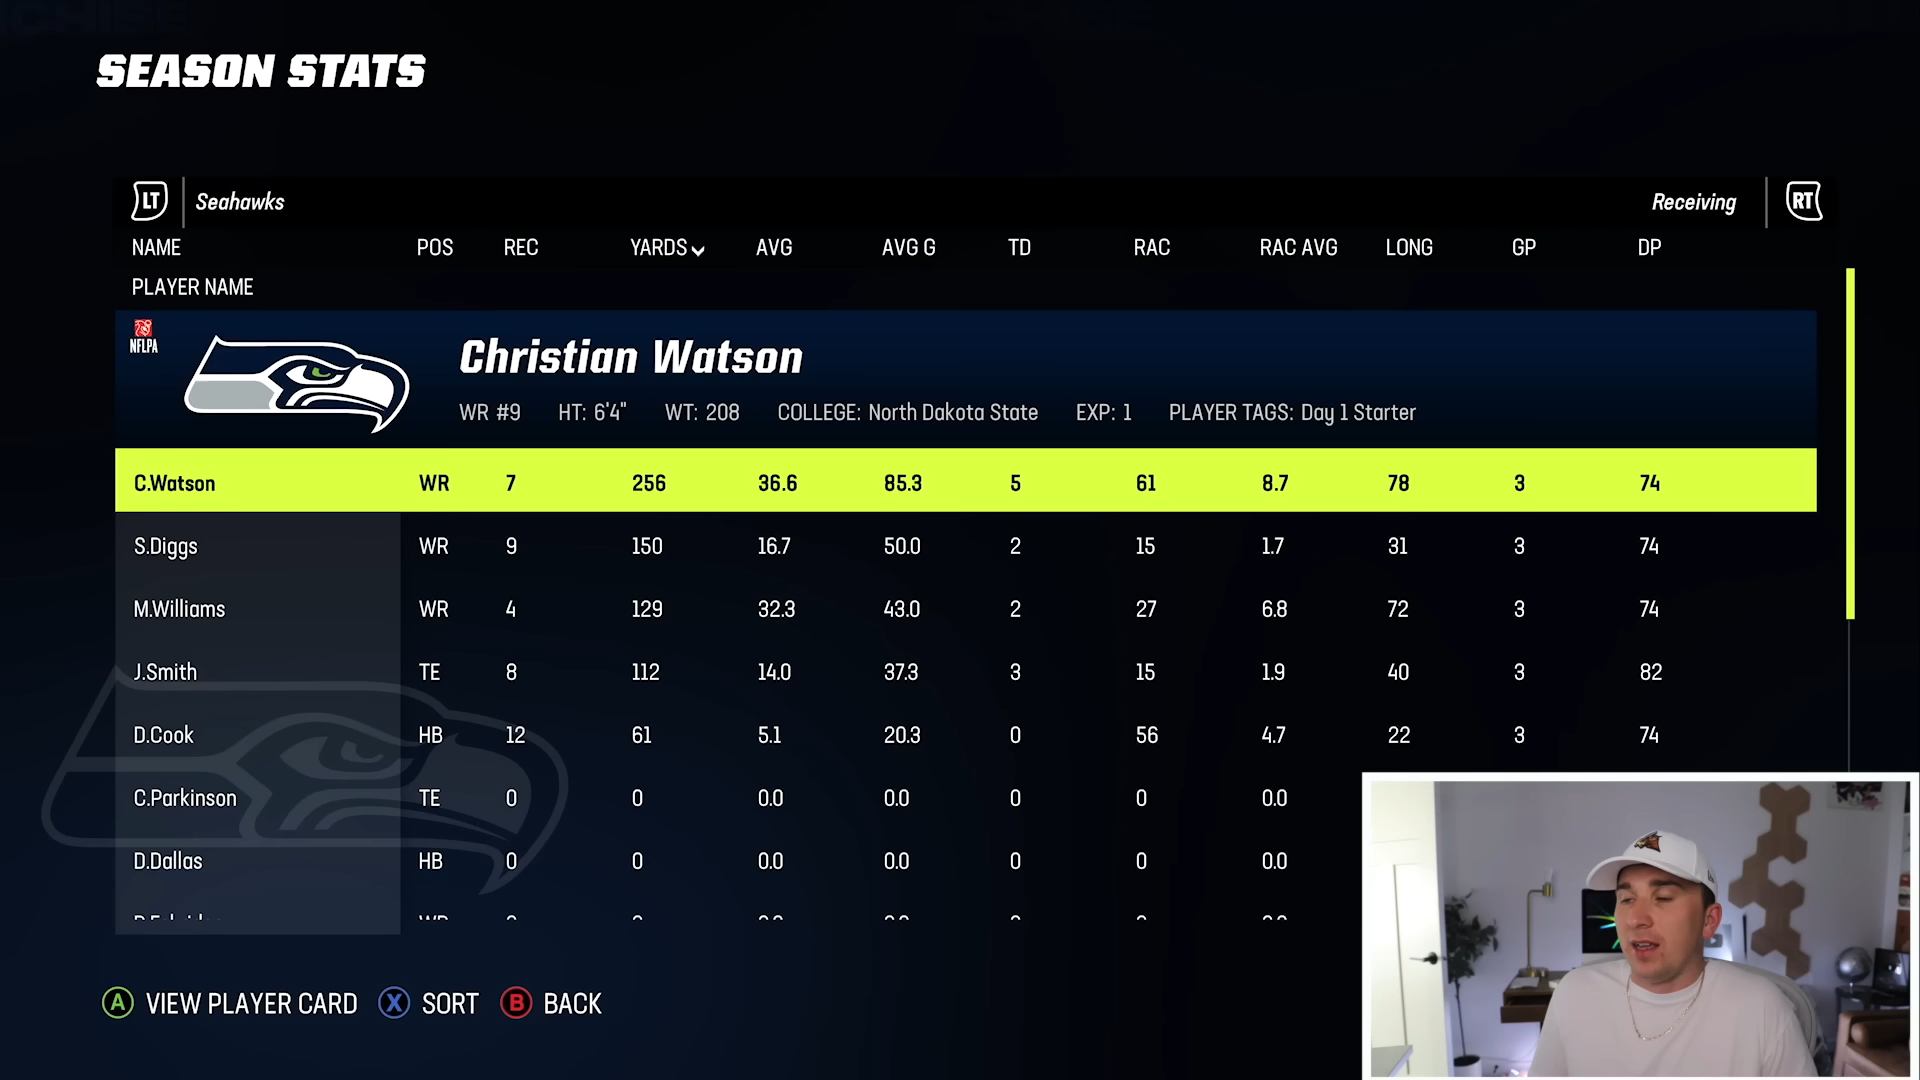 SEASON STATS
LT Seahawks Receiving RT
NAME POS REC YARDS AVG AVG G TD RAC RAC AVG LONG GP DP
PLAYER NAME
NFLPA
Christian Watson
WR #9 HT: 6'4" WT: 208 COLLEGE: North Dakota State EXP: 1 PLAYER TAGS: Day 1 Starter
C.Watson WR 7 256 36.6 85.3 5 61 8.7 78 3 74
S.Diggs WR 9 150 16.7 50.0 2 15 1.7 31 3 74
M.Williams WR 4 129 32.3 43.0 2 27 6.8 72 3 74
J.Smith TE 8 112 14.0 37.3 3 15 1.9 40 3 82
D.Cook HB 12 61 5.1 20.3 0 56 4.7 22 3 74
C.Parkinson TE 0 0 0.0 0.0 0 0 0.0
D.Dallas HB 0 0 0.0 0.0 0 0 0.0
A VIEW PLAYER CARD X SORT B BACK